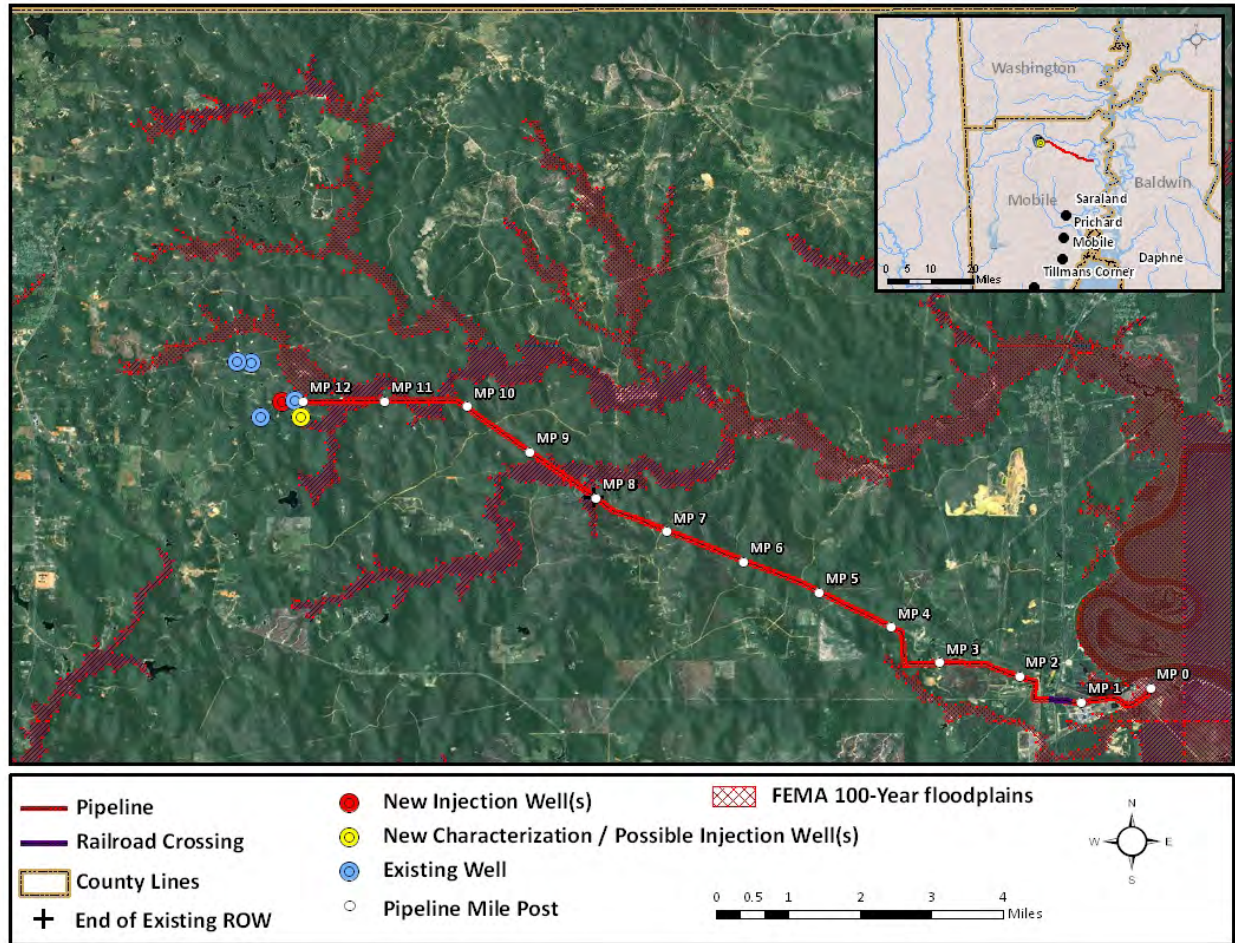 Washington
Mobile
Baldwin
Saraland
Prichard
Mobile
Daphne
Tillmans Corner
0 5 10 20
Miles
MP 12
MP 11
MP 10
MP 9
MP 8
MP 7
MP 6
MP 5
MP 4
MP 3
MP 2
MP 1
MP 0
Pipeline
Railroad Crossing
County Lines
End of Existing ROW
New Injection Well(s)
New Characterization / Possible Injection Well(s)
Existing Well
Pipeline Mile Post
FEMA 100-Year floodplains
N
W E
S
0 0.5 1 2 3 4
Miles